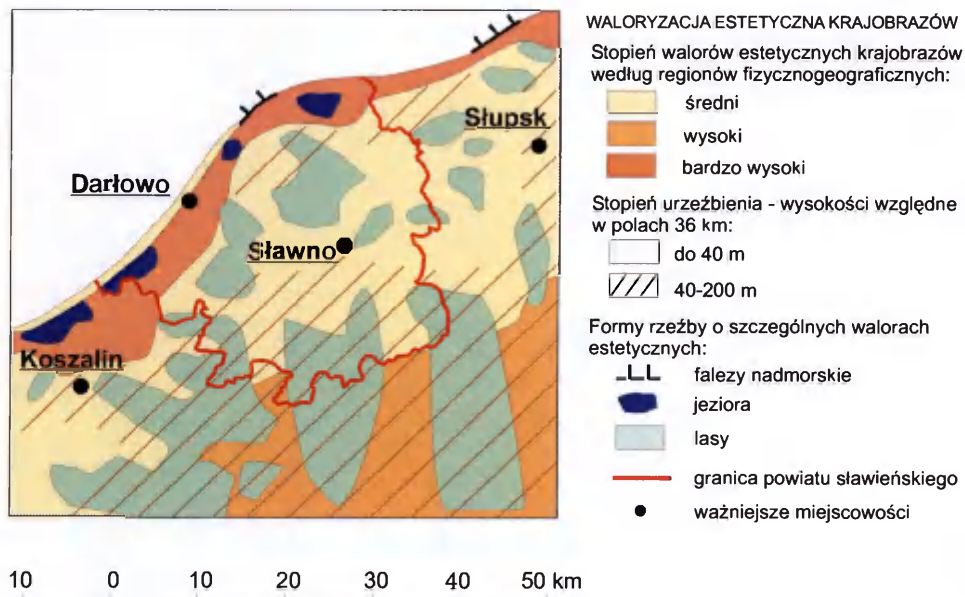 WALORYZACJA ESTETYCZNA KRAJOBRAZÓW
Stopień walorów estetycznych krajobrazów
według regionów fizycznogeograficznych:
średni
wysoki
bardzo wysoki
Stopień urzeźbienia - wysokości względne
w polach 36 km:
do 40 m
40-200 m
Formy rzeźby o szczególnych walorach
estetycznych:
falezy nadmorskie
jeziora
lasy
granica powiatu sławieńskiego
ważniejsze miejscowości
Słupsk
Darłowo
Sławno
Koszalin
10 0 10 20 30 40 50 km